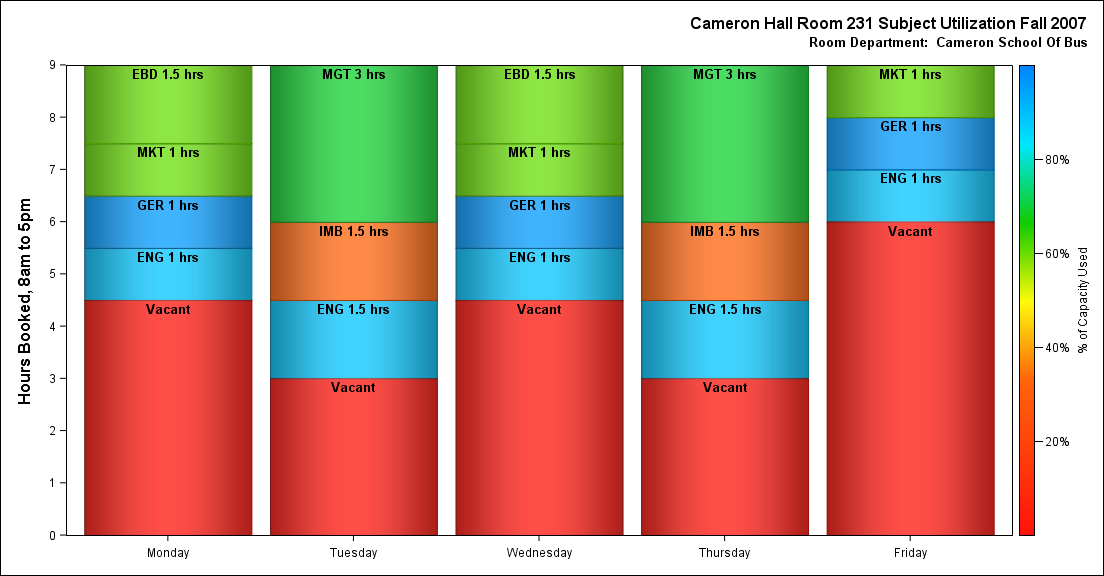 Cameron Hall Room 231 Subject Utilization Fall 2007
Room Department:  Cameron School Of Bus
Hours Booked, 8am to 5pm
9
8
7
6
5
4
3
2
1
0
EBD 1.5 hrs
MKT 1 hrs
GER 1 hrs
ENG 1 hrs
Vacant
MGT 3 hrs
IMB 1.5 hrs
ENG 1.5 hrs
Vacant
EBD 1.5 hrs
MKT 1 hrs
GER 1 hrs
ENG 1 hrs
Vacant
MGT 3 hrs
IMB 1.5 hrs
ENG 1.5 hrs
Vacant
MKT 1 hrs
GER 1 hrs
ENG 1 hrs
Vacant
Monday
Tuesday
Wednesday
Thursday
Friday
80%
60%
40%
20%
% of Capacity Used